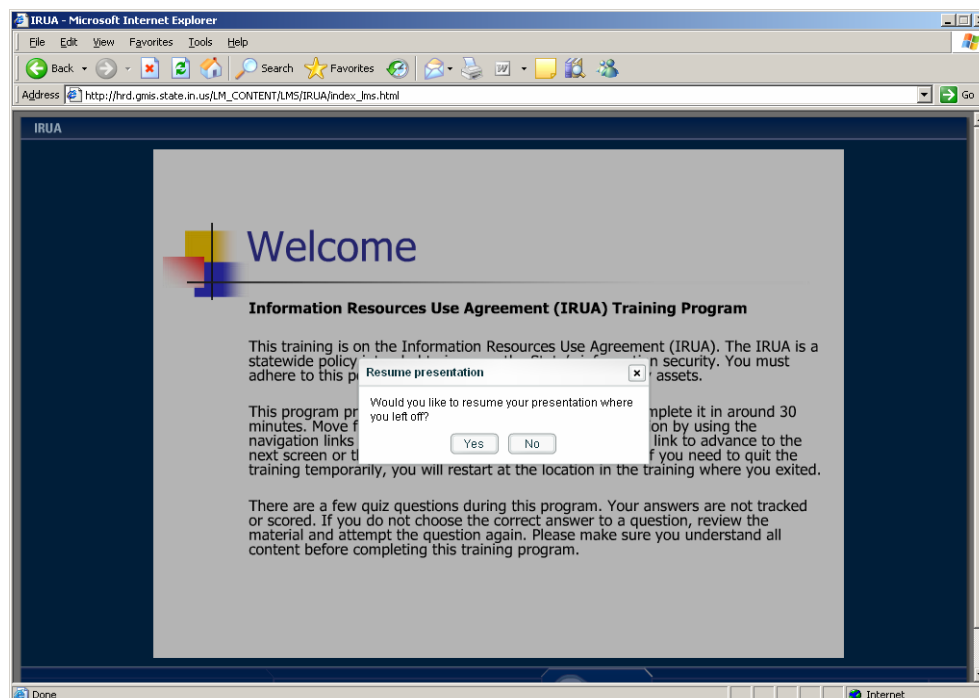 IRUA - Microsoft Internet Explorer
File Edit View Favorites Tools Help
Back Search Favorites
Address http://hrd.gmis.state.in.us/LM_CONTENT/LMS/IRUA/index_lms.html Go
IRUA
Welcome
Information Resources Use Agreement (IRUA) Training Program
This training is on the Information Resources Use Agreement (IRUA). The IRUA is a
statewide policy information security. You must
adhere to this assets.
Resume presentation
Would you like to resume your presentation where
you left off?
Yes No
This program complete it in around 30
minutes. Move on by using the
navigation links link to advance to the
next screen or if you need to quit the
training temporarily, you will restart at the location in the training where you exited.
There are a few quiz questions during this program. Your answers are not tracked
or scored. If you do not choose the correct answer to a question, review the
material and attempt the question again. Please make sure you understand all
content before completing this training program.
Done Internet